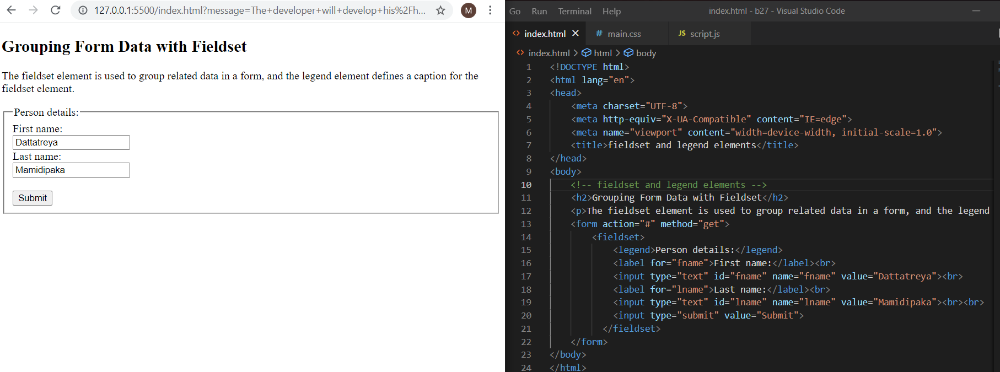 127.0.0.1:5500/index.html?message=The+developer+will+develop+his%2Fh...
M
Grouping Form Data with Fieldset
The fieldset element is used to group related data in a form, and the legend element defines a caption for the
fieldset element.
Person details:
First name:
Dattatreya
Last name:
Mamidipaka
Submit
Go Run Terminal Help index.html - b27 - Visual Studio Code
<> index.html × # main.css JS script.js
<> index.html > html > body
1 <!DOCTYPE html>
2 <html lang="en">
3 <head>
4 <meta charset="UTF-8">
5 <meta http-equiv="X-UA-Compatible" content="IE=edge">
6 <meta name="viewport" content="width=device-width, initial-scale=1.0">
7 <title>fieldset and legend elements</title>
8 </head>
9 <body>
10 <!-- fieldset and legend elements -->
11 <h2>Grouping Form Data with Fieldset</h2>
12 <p>The fieldset element is used to group related data in a form, and the legend
13 <form action="#" method="get">
14 <fieldset>
15 <legend>Person details:</legend>
16 <label for="fname">First name:</label><br>
17 <input type="text" id="fname" name="fname" value="Dattatreya"><br>
18 <label for="lname">Last name:</label><br>
19 <input type="text" id="lname" name="lname" value="Mamidipaka"><br><br>
20 <input type="submit" value="Submit">
21 </fieldset>
22 </form>
23 </body>
24 </html>